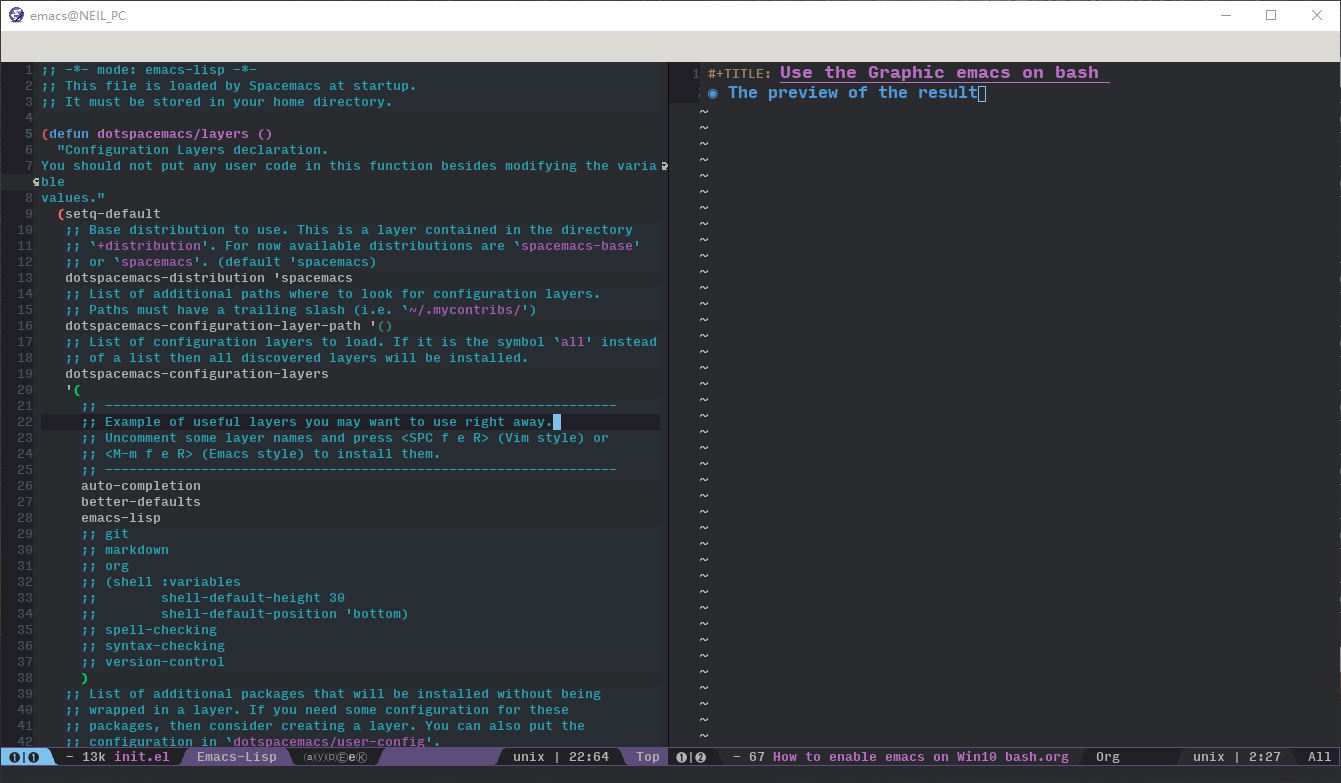 emacs@NEIL_PC
1 ;; -*- mode: emacs-lisp -*-
2 ;; This file is loaded by Spacemacs at startup.
3 ;; It must be stored in your home directory.
4
5 (defun dotspacemacs/layers ()
6   "Configuration Layers declaration.
7 You should not put any user code in this function besides modifying the varia
ble
8 values."
9   (setq-default
10    ;; Base distribution to use. This is a layer contained in the directory
11    ;; `+distribution'. For now available distributions are `spacemacs-base'
12    ;; or `spacemacs'. (default 'spacemacs)
13    dotspacemacs-distribution 'spacemacs
14    ;; List of additional paths where to look for configuration layers.
15    ;; Paths must have a trailing slash (i.e. `~/.mycontribs/')
16    dotspacemacs-configuration-layer-path '()
17    ;; List of configuration layers to load. If it is the symbol `all' instead
18    ;; of a list then all discovered layers will be installed.
19    dotspacemacs-configuration-layers
20    '(
21      ;; ----------------------------------------------------------------
22      ;; Example of useful layers you may want to use right away.
23      ;; Uncomment some layer names and press <SPC f e R> (Vim style) or
24      ;; <M-m f e R> (Emacs style) to install them.
25      ;; ----------------------------------------------------------------
26      auto-completion
27      better-defaults
28      emacs-lisp
29      ;; git
30      ;; markdown
31      ;; org
32      ;; (shell :variables
33      ;;        shell-default-height 30
34      ;;        shell-default-position 'bottom)
35      ;; spell-checking
36      ;; syntax-checking
37      ;; version-control
38      )
39    ;; List of additional packages that will be installed without being
40    ;; wrapped in a layer. If you need some configuration for these
41    ;; packages, then consider creating a layer. You can also put the
42    ;; configuration in `dotspacemacs/user-config'.
❶|❶ - 13k init.el Emacs-Lisp ⓐⓨⓟⒺeⓀ unix | 22:64 Top
1 #+TITLE: Use the Graphic emacs on bash
2 ◉ The preview of the result
❶|❷ - 67 How to enable emacs on Win10 bash.org Org unix | 2:27 All